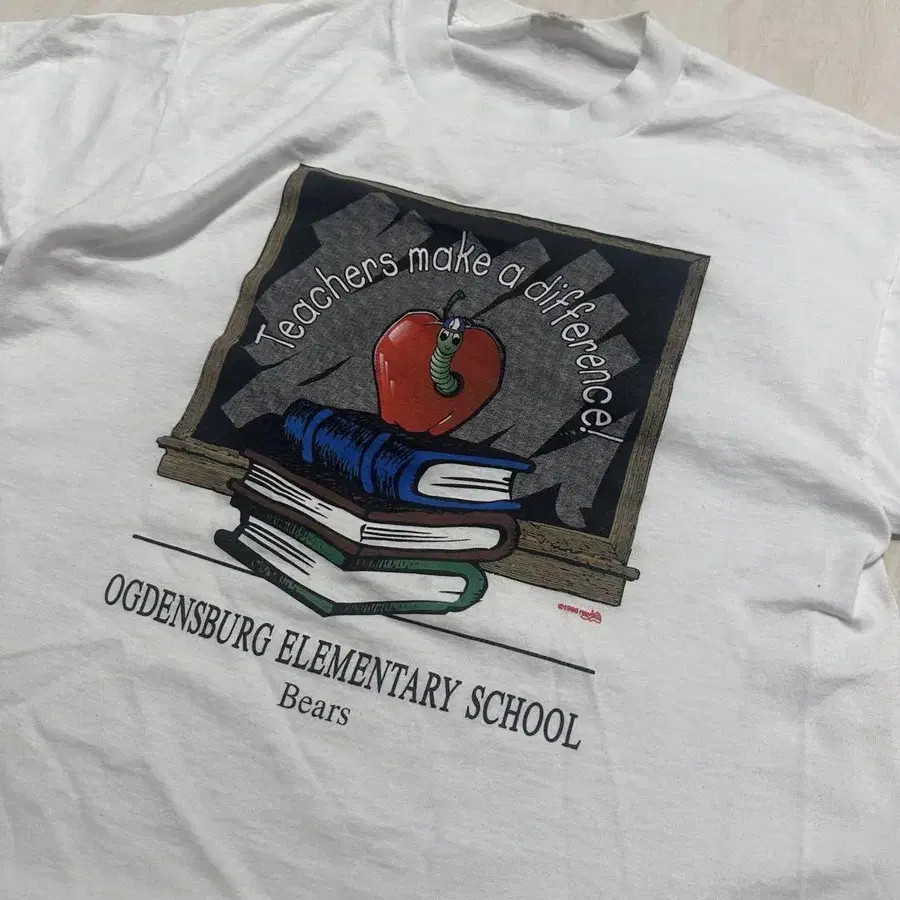 Teachers make a difference!
OGDENSBURG ELEMENTARY SCHOOL
Bears